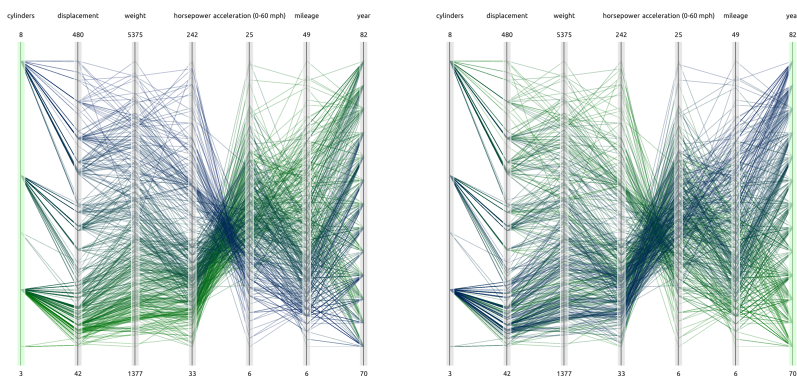 cylinders displacement weight horsepower acceleration (0-60 mph) mileage year
8 480 5375 242 25 49 82
3 42 1377 33 6 6 70
cylinders displacement weight horsepower acceleration (0-60 mph) mileage year
8 480 5375 242 25 49 82
3 42 1377 33 6 6 70